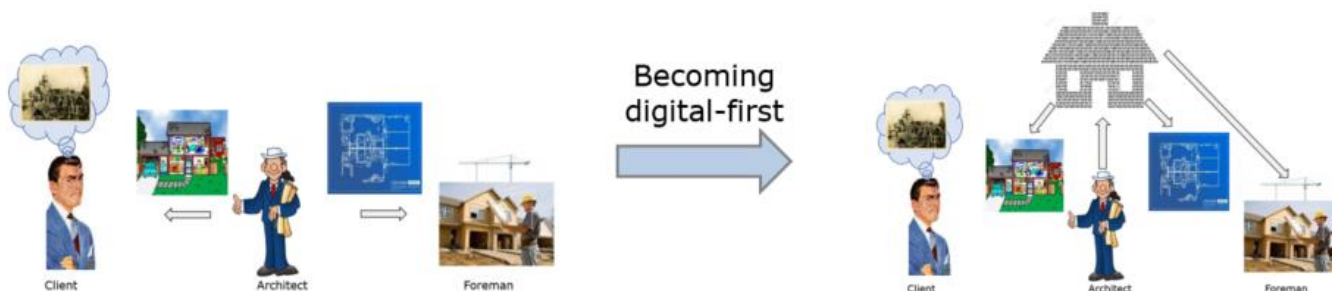 Becoming
digital-first
Client
Architect
Foreman
Client
Architect
Foreman